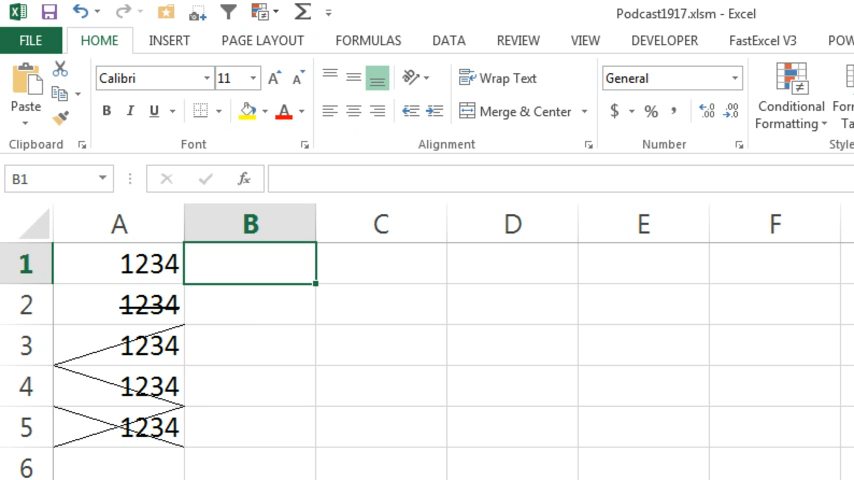 Podcast1917.xlsm - Excel
FILE HOME INSERT PAGE LAYOUT FORMULAS DATA REVIEW VIEW DEVELOPER FastExcel V3 POW
Calibri 11 Wrap Text General
Paste B I U A Merge & Center $ % Conditional Formatting
Clipboard Font Alignment Number
B1 fx
A B C D E F
1 1234
2 1234
3 1234
4 1234
5 1234
6